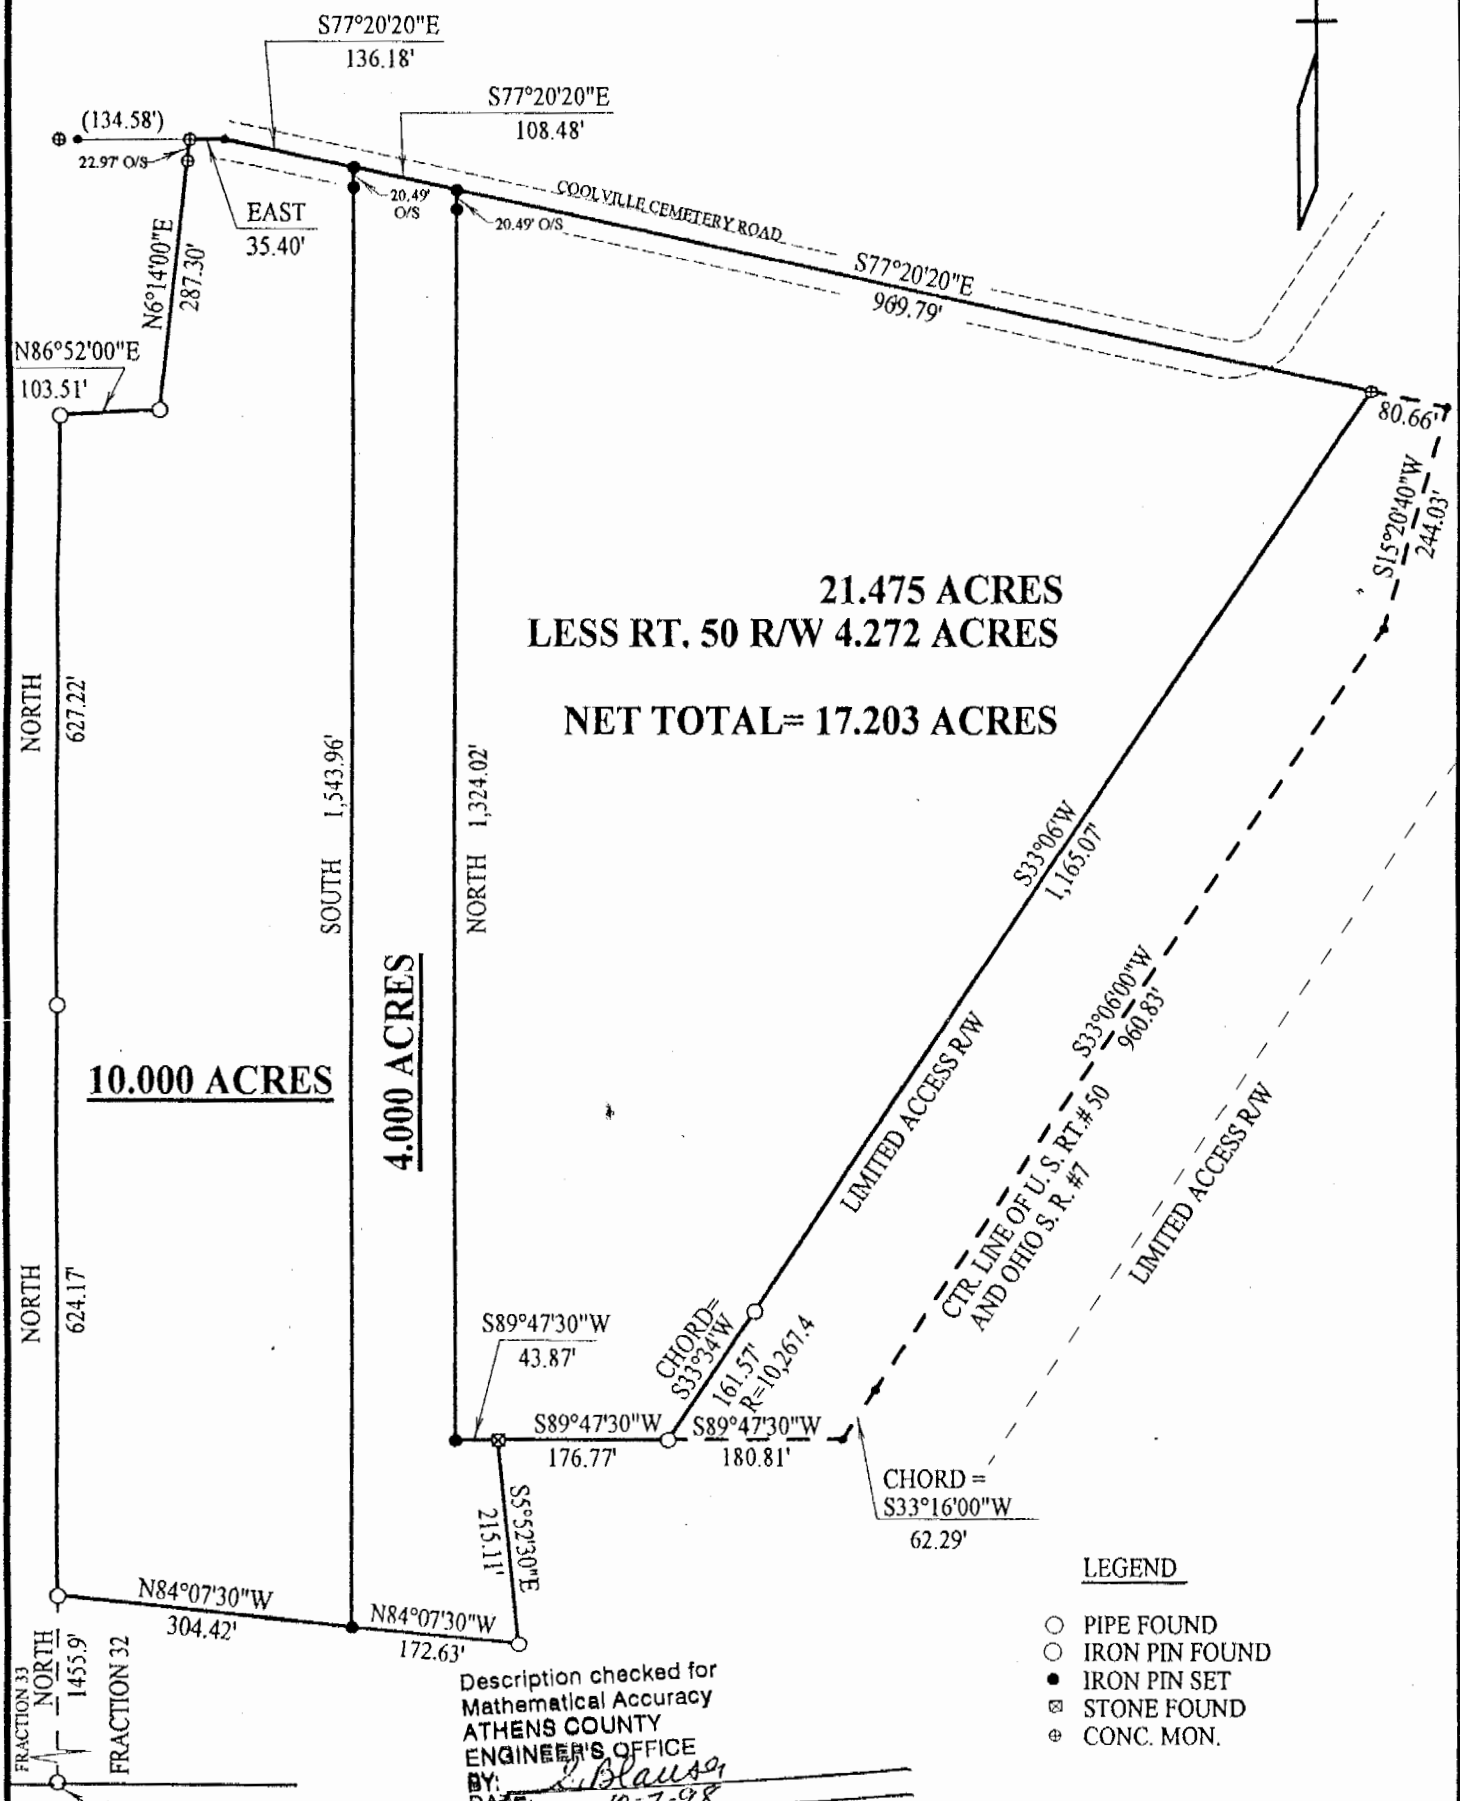 S77°20'20"E
136.18'
S77°20'20"E
108.48'
(134.58')
22.97' O/S
EAST
35.40'
20.49'
O/S
20.49' O/S
COOLVILLE CEMETERY ROAD
S77°20'20"E
969.79'
N6°14'00"E
287.30'
N86°52'00"E
103.51'
80.66'
S15°20'40"W
244.03'
21.475 ACRES
LESS RT. 50 R/W 4.272 ACRES
NET TOTAL= 17.203 ACRES
NORTH 627.22'
SOUTH 1,543.96'
NORTH 1,324.02'
S33°06'W
1,165.07'
S33°06'00"W
960.83'
4.000 ACRES
10.000 ACRES
LIMITED ACCESS R/W
CTR. LINE OF U. S. RT.# 50
AND OHIO S. R. #7
LIMITED ACCESS R/W
NORTH 624.17'
S89°47'30"W
43.87'
CHORD=
S33°34'W
161.57'
R=10,267.4
S89°47'30"W
176.77'
S89°47'30"W
180.81'
CHORD =
S33°16'00"W
62.29'
S5°52'30"E
215.11'
N84°07'30"W
304.42'
N84°07'30"W
172.63'
FRACTION 33
NORTH
1455.9'
FRACTION 32
LEGEND
PIPE FOUND
IRON PIN FOUND
IRON PIN SET
STONE FOUND
CONC. MON.
Description checked for
Mathematical Accuracy
ATHENS COUNTY
ENGINEER'S OFFICE
BY: S. Blauser
DATE: 10-7-98